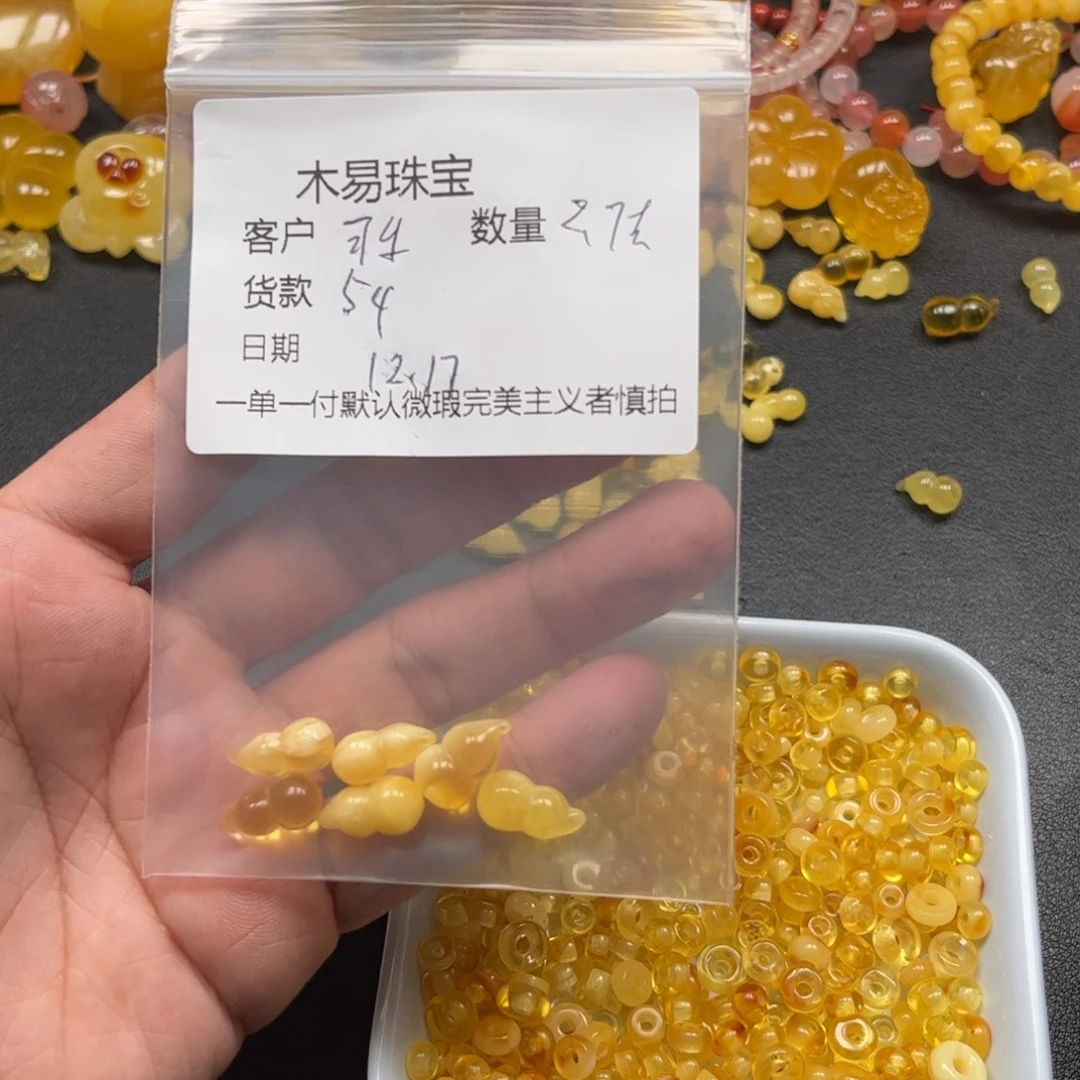 木易珠宝
客户 数量
货款 54
日期 12.17
一单一付默认微瑕完美主义者慎拍